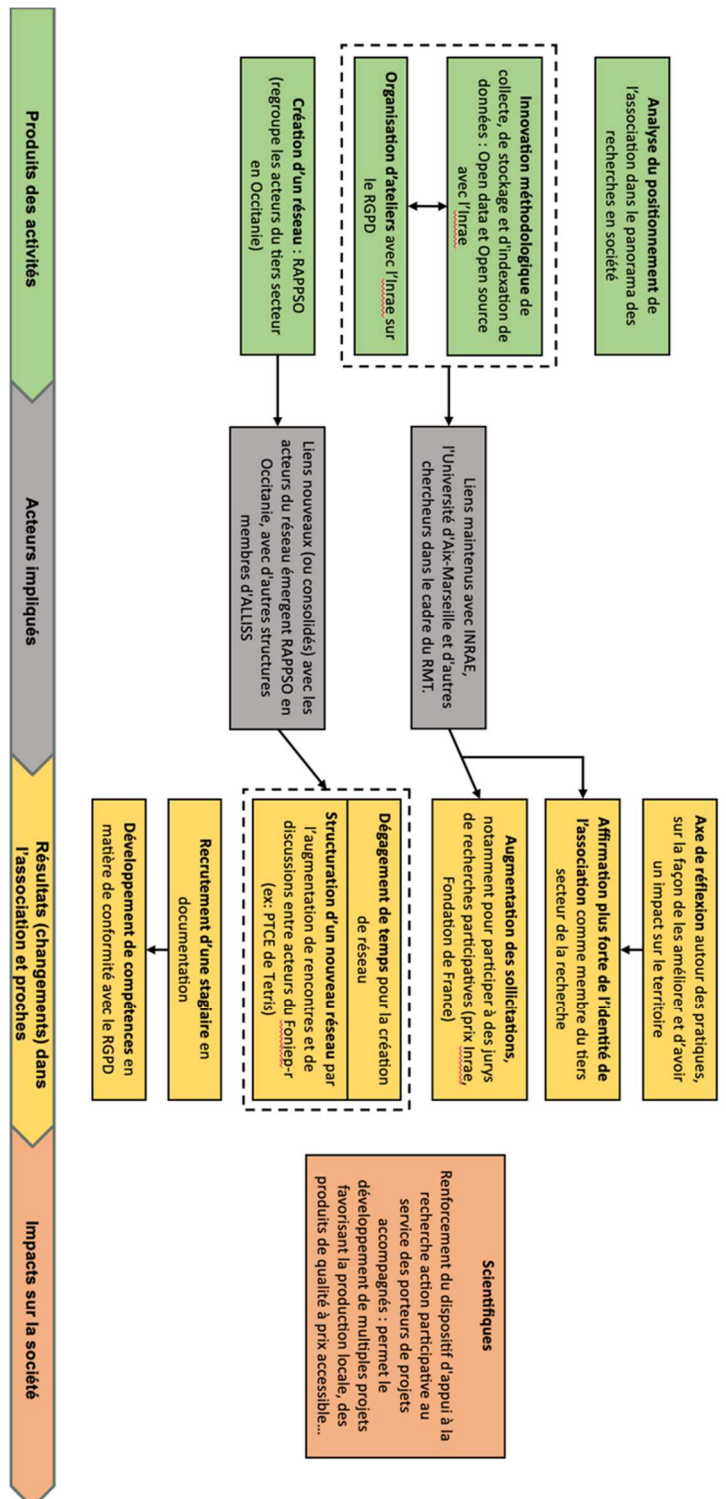 Analyse du positionnement de
l'association dans le panorama des
recherches en société
Innovation méthodologique de
collecte, de stockage et d'indexation de
données : Open data et Open source
avec l'Inrae
Organisation d'ateliers avec l'Inrae sur
le RGPD
Création d'un réseau : RAPPSO
(regroupe les acteurs du tiers secteur
en Occitanie)
Produits des activités
Liens maintenus avec INRAE,
l'Université d'Aix-Marseille et d'autres
chercheurs dans le cadre du RMT.
Liens nouveaux (ou consolidés) avec les
acteurs du réseau émergent RAPPSO en
Occitanie, avec d'autres structures
membres d'ALLISS
Acteurs impliqués
Axe de réflexion autour des pratiques,
sur la façon de les améliorer et d'avoir
un impact sur le territoire
Affirmation plus forte de l'identité de
l'association comme membre du tiers
secteur de la recherche
Augmentation des sollicitations,
notamment pour participer à des jurys
de recherches participatives (prix Inrae,
Fondation de France)
Dégagement de temps pour la création
de réseau
Structuration d'un nouveau réseau par
l'augmentation de rencontres et de
discussions entre acteurs du Fonjep-r
(ex: PTCE de Tetris)
Recrutement d'une stagiaire en
documentation
Développement de compétences en
matière de conformité avec le RGPD
Résultats (changements) dans
l'association et proches
Scientifiques
Renforcement du dispositif d'appui à la
recherche action participative au
service des porteurs de projets
accompagnés : permet le
développement de multiples projets
favorisant la production locale, des
produits de qualité à prix accessible...
Impacts sur la société